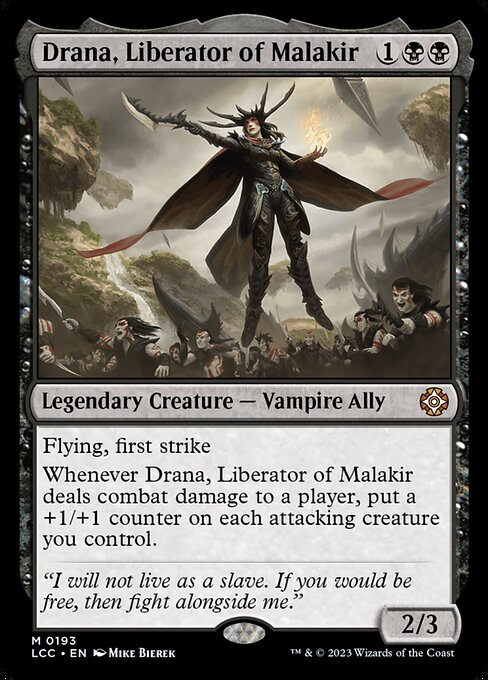 Drana, Liberator of Malakir 1
Legendary Creature — Vampire Ally
Flying, first strike
Whenever Drana, Liberator of Malakir
deals combat damage to a player, put a
+1/+1 counter on each attacking creature
you control.
“I will not live as a slave. If you would be
free, then fight alongside me.”
2/3
M 0193
LCC • EN Mike Bierek
™ & © 2023 Wizards of the Coast